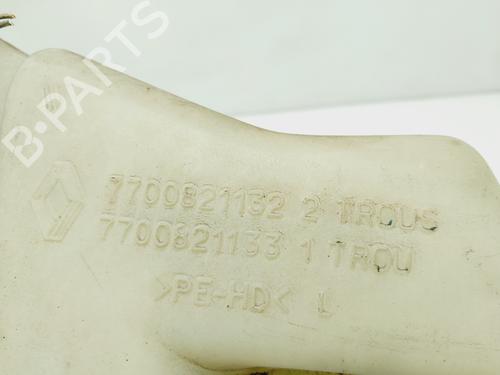 B-PARTS
7700821132 2 TROUS
7700821133 1 TROU
>PE-HD< L